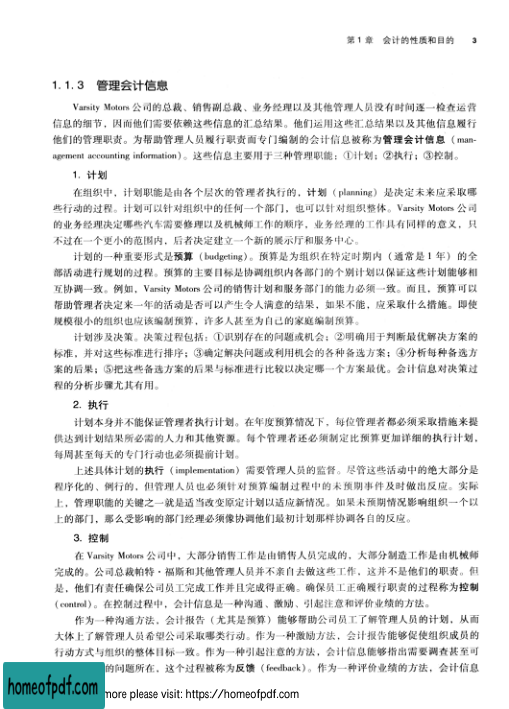 第1章 会计的性质和目的 3
1.1.3 管理会计信息
Varsity Motors 公司的总裁、销售副总裁、业务经理以及其他管理人员没有时间逐一检查运营
信息的细节，因而他们需要依赖这些信息的汇总结果。他们运用这些汇总结果以及其他信息履行
他们的管理职责。为帮助管理人员履行职责而专门编制的会计信息被称为管理会计信息（man-
agement accounting information）。这些信息主要用于三种管理职能：①计划；②执行；③控制。
1. 计划
在组织中，计划职能是由各个层次的管理者执行的，计划（planning）是决定未来应采取哪
些行动的过程。计划可以针对组织中的任何一个部门，也可以针对组织整体。Varsity Motors 公司
的业务经理决定哪些汽车需要修理以及机械师工作的顺序，业务经理的工作具有同样的意义，只
不过在一个更小的范围内，后者决定建立一个新的展示厅和服务中心。
计划的一种重要形式是预算（budgeting）。预算是为组织在特定时期内（通常是1年）的全
部活动进行规划的过程。预算的主要目标是协调组织内各部门的个别计划以保证这些计划能够相
互协调一致。例如，Varsity Motors 公司的销售计划和服务部门的能力必须一致。而且，预算可以
帮助管理者决定来一年的活动是否可以产生令人满意的结果，如果不能，应采取什么措施。即使
规模很小的组织也应该编制预算，许多人甚至为自己的家庭编制预算。
计划涉及决策。决策过程包括：①识别存在的问题或机会；②明确用于判断最优解决方案的
标准，并对这些标准进行排序；③确定解决问题或利用机会的各种备选方案；④分析每种备选方
案的后果；⑤把这些备选方案的后果与标准进行比较以决定哪一个方案最优。会计信息对决策过
程的分析步骤尤其有用。
2. 执行
计划本身并不能保证管理者执行计划。在年度预算情况下，每位管理者都必须采取措施来提
供达到计划结果所必需的人力和其他资源。每个管理者还必须制定比预算更加详细的执行计划，
每周甚至每天的专门行动也必须提前计划。
上述具体计划的执行（implementation）需要管理人员的监督。尽管这些活动中的绝大部分是
程序化的、例行的，但管理人员也必须针对预算编制过程中的未预期事件及时做出反应。实际
上，管理职能的关键之一就是适当改变原定计划以适应新情况。如果未预期情况影响组织一个以
上的部门，那么受影响的部门经理必须像协调他们最初计划那样协调各自的反应。
3. 控制
在 Varsity Motors 公司中，大部分销售工作是由销售人员完成的，大部分制造工作是由机械师
完成的。公司总裁帕特·福斯和其他管理人员并不亲自去做这些工作，这并不是他们的职责。但
是，他们有责任确保公司员工完成工作并且完成得正确。确保员工正确履行职责的过程称为控制
（control）。在控制过程中，会计信息是一种沟通、激励、引起注意和评价业绩的方法。
作为一种沟通方法，会计报告（尤其是预算）能够帮助公司员工了解管理人员的计划，从而
大体上了解管理人员希望公司采取哪类行动。作为一种激励方法，会计报告能够促使组织成员的
行动方式与组织的整体目标一致。作为一种引起注意的方法，会计信息能够指出需要调查甚至可
的问题所在，这个过程被称为反馈（feedback）。作为一种评价业绩的方法，会计信息
homeofpdf.com more please visit: https://homeofpdf.com